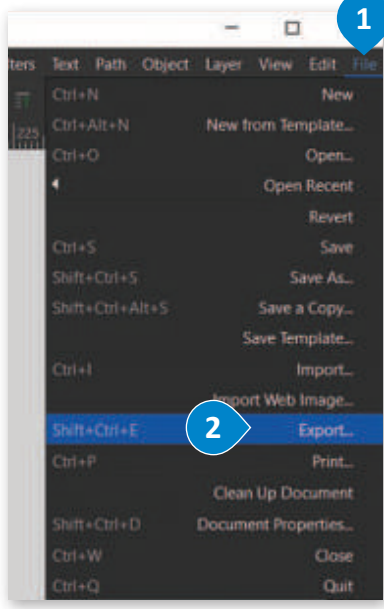 1
ters Text Path Object Layer View Edit File
225
Ctrl+N New
Ctrl+Alt+N New from Template...
Ctrl+O Open...
Open Recent
Revert
Ctrl+S Save
Shift+Ctrl+S Save As...
Shift+Ctrl+Alt+S Save a Copy...
Save Template...
Ctrl+I Import...
Import Web Image...
Shift+Ctrl+E 2 Export...
Ctrl+P Print...
Clean Up Document
Shift+Ctrl+D Document Properties...
Ctrl+W Close
Ctrl+Q Quit